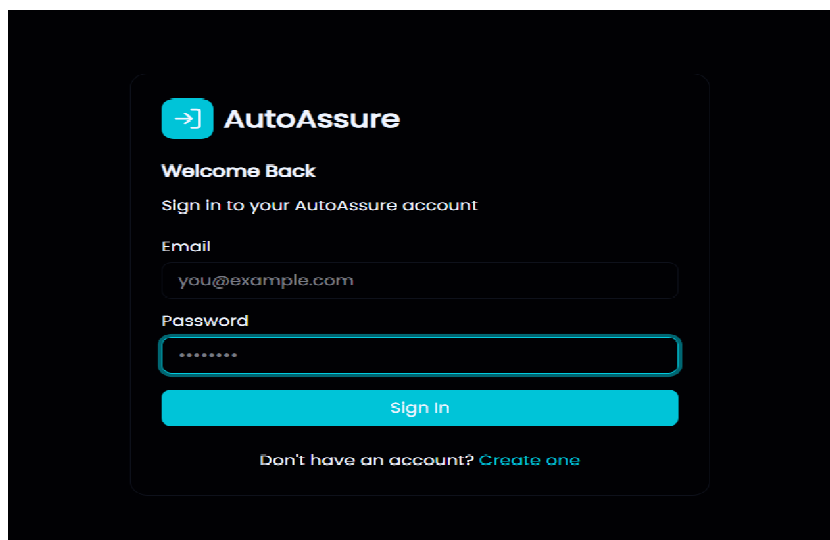 AutoAssure
Welcome Back
Sign in to your AutoAssure account
Email
you@example.com
Password
••••••••
Sign In
Don't have an account? Create one